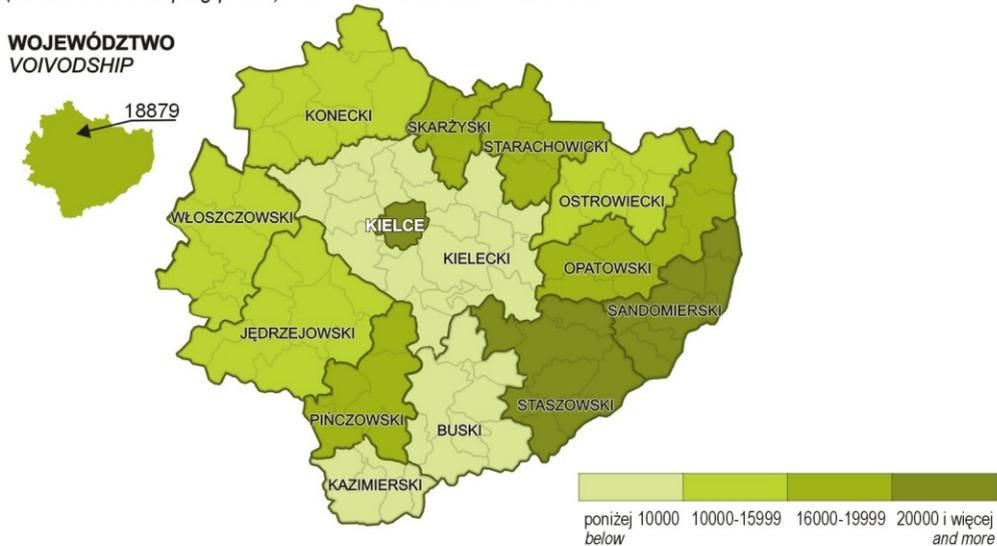 WOJEWÓDZTWO
VOIVODSHIP
18879
KONECKI
SKARŻYSKI
STARACHOWICKI
OSTROWIECKI
WŁOSZCZOWSKI
KIELCE
KIELECKI
OPATOWSKI
SANDOMIERSKI
JĘDRZEJOWSKI
STASZOWSKI
PIŃCZOWSKI
BUSKI
KAZIMIERSKI
poniżej 10000 10000-15999 16000-19999 20000 i więcej
below and more